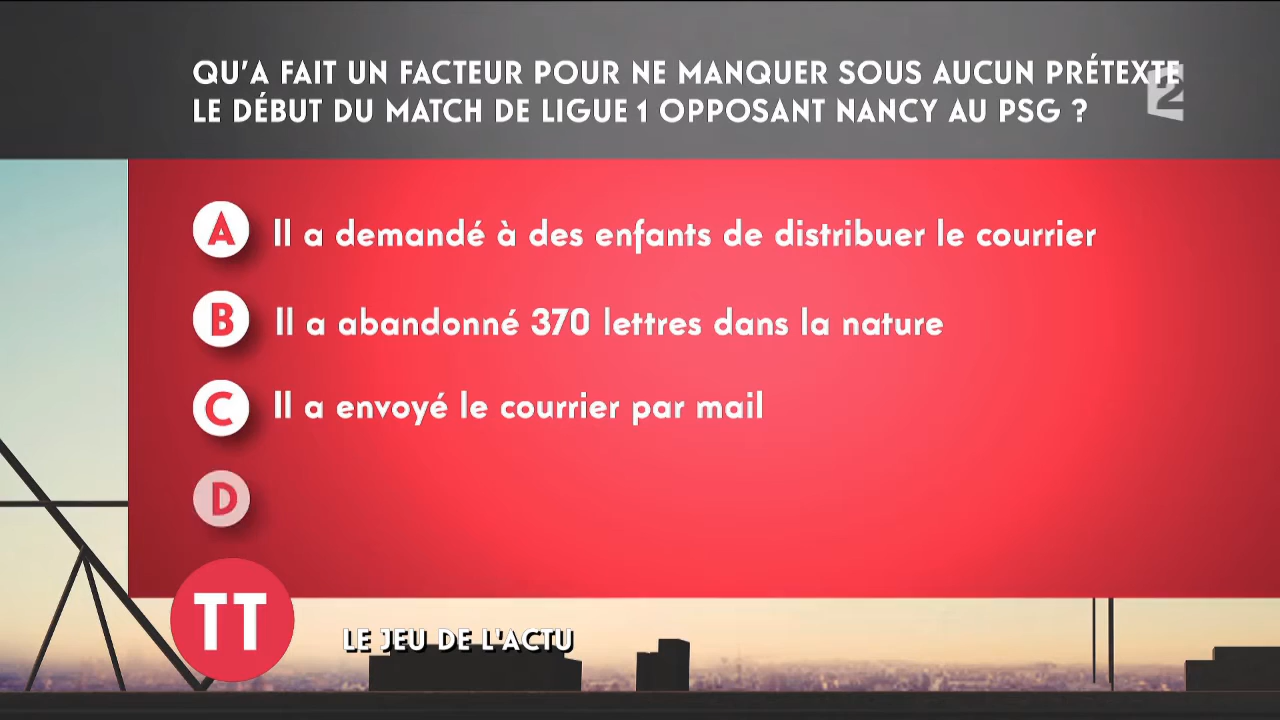 QU'A FAIT UN FACTEUR POUR NE MANQUER SOUS AUCUN PRÉTEXTE
LE DÉBUT DU MATCH DE LIGUE 1 OPPOSANT NANCY AU PSG ?
2
A Il a demandé à des enfants de distribuer le courrier
B Il a abandonné 370 lettres dans la nature
C Il a envoyé le courrier par mail
D
TT
LE JEU DE L'ACTU